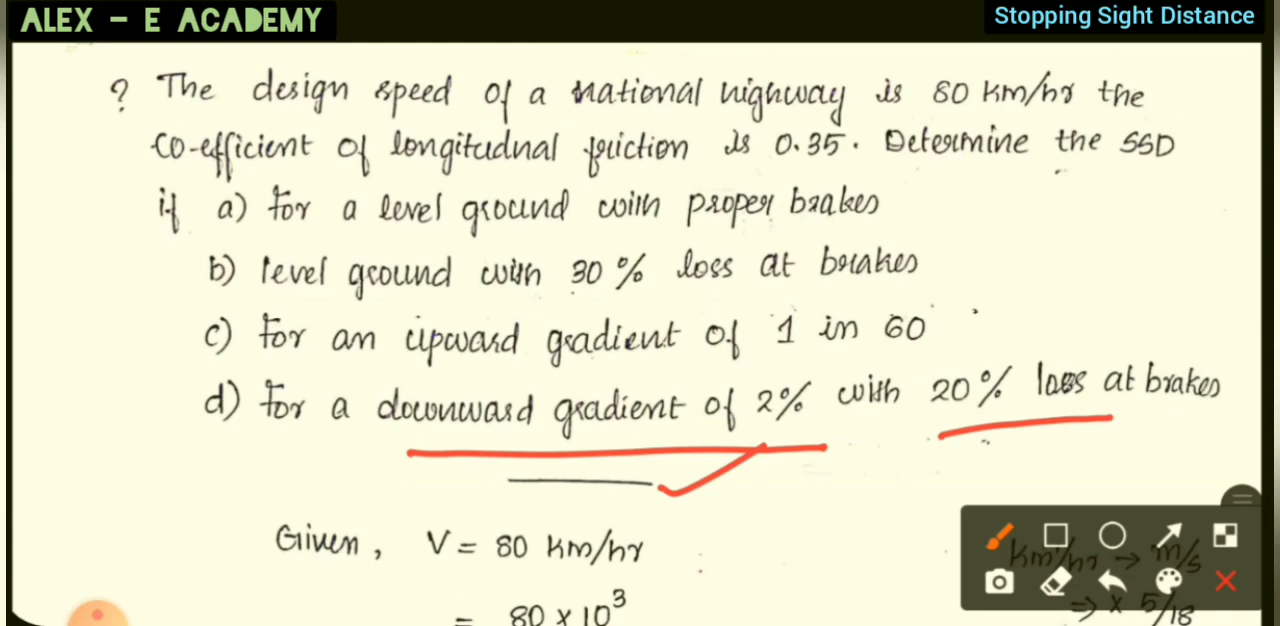 ALEX - E ACADEMY
Stopping Sight Distance
? The design speed of a national highway is 80 km/hr the
co-efficient of longitudnal friction is 0.35. Determine the SSD
if a) for a level ground with proper brakes
b) level ground with 30% loss at brakes
c) for an upward gradient of 1 in 60
d) for a downward gradient of 2% with 20% loss at brakes
Given, V = 80 km/hr
km/hr → m/s
= 80 x 10³
⇒ x 5/18